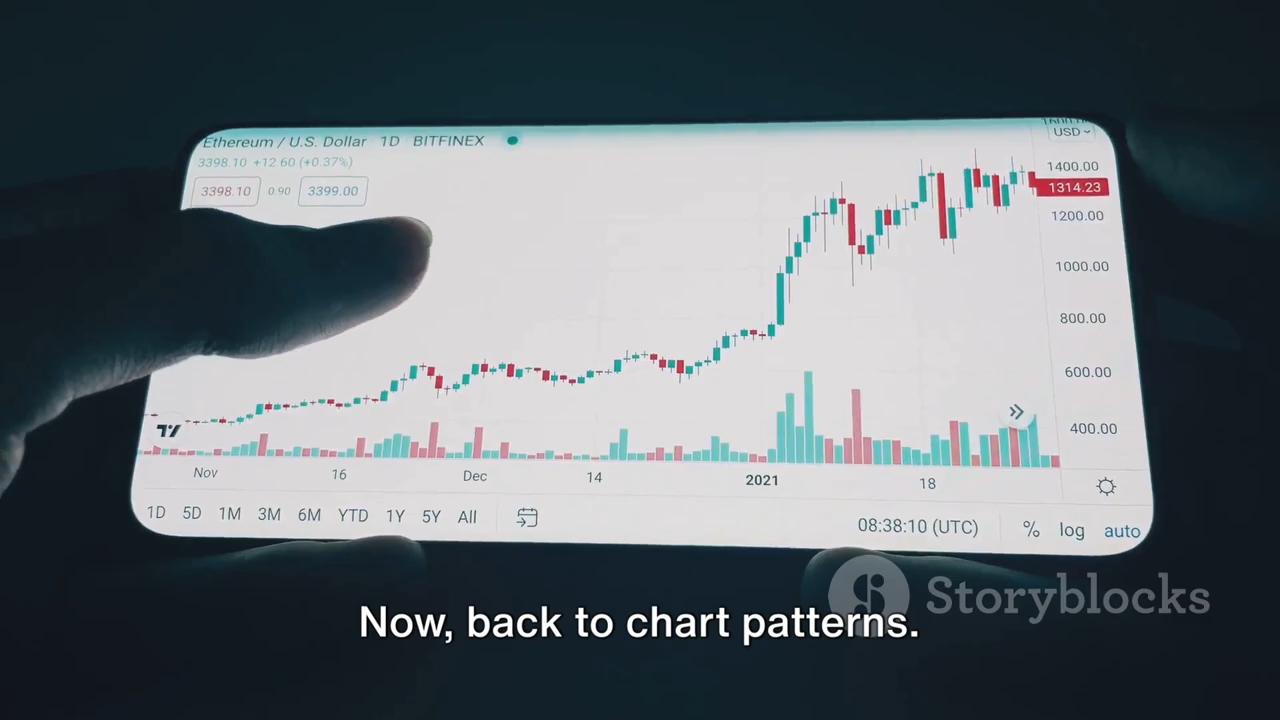 Ethereum / U.S. Dollar 1D BITFINEX
USD
3398.10 +12.60 (+0.37%)
3398.10 0.90 3399.00
1400.00
1314.23
1200.00
1000.00
800.00
600.00
400.00
Nov 16 Dec 14 2021 18
1D 5D 1M 3M 6M YTD 1Y 5Y All
08:38:10 (UTC) % log auto
Storyblocks
Now, back to chart patterns.